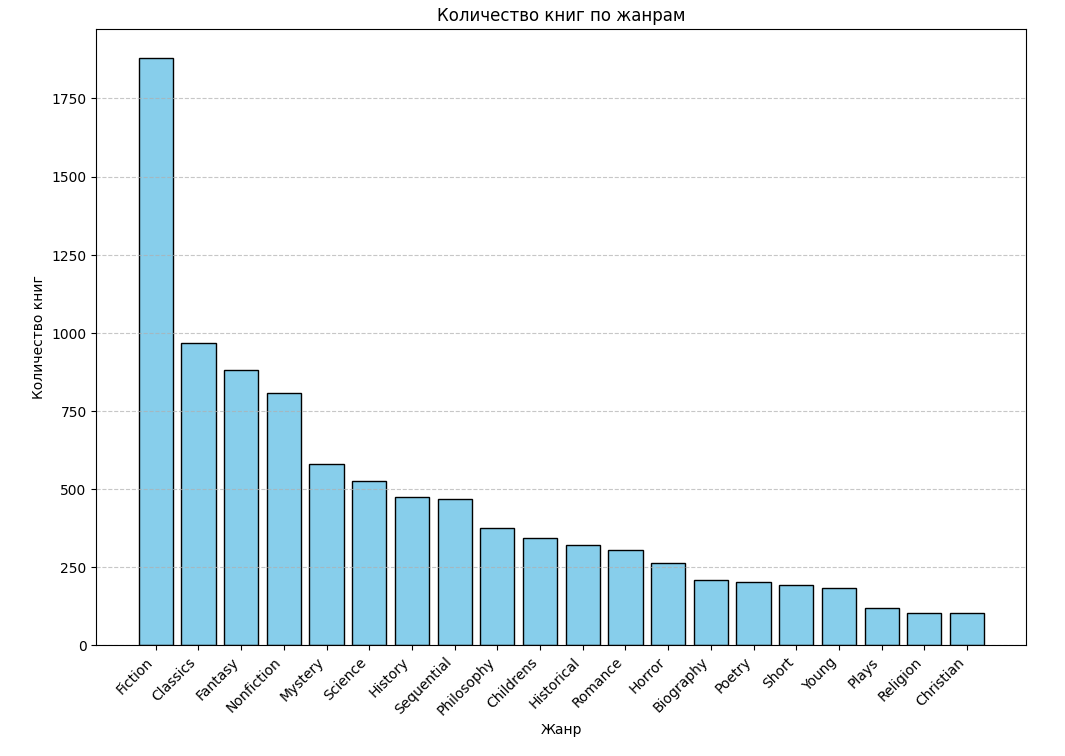 Количество книг по жанрам
Количество книг
1750
1500
1250
1000
750
500
250
0
Fiction
Classics
Fantasy
Nonfiction
Mystery
Science
History
Sequential
Philosophy
Childrens
Historical
Romance
Horror
Biography
Poetry
Short
Young
Plays
Religion
Christian
Жанр